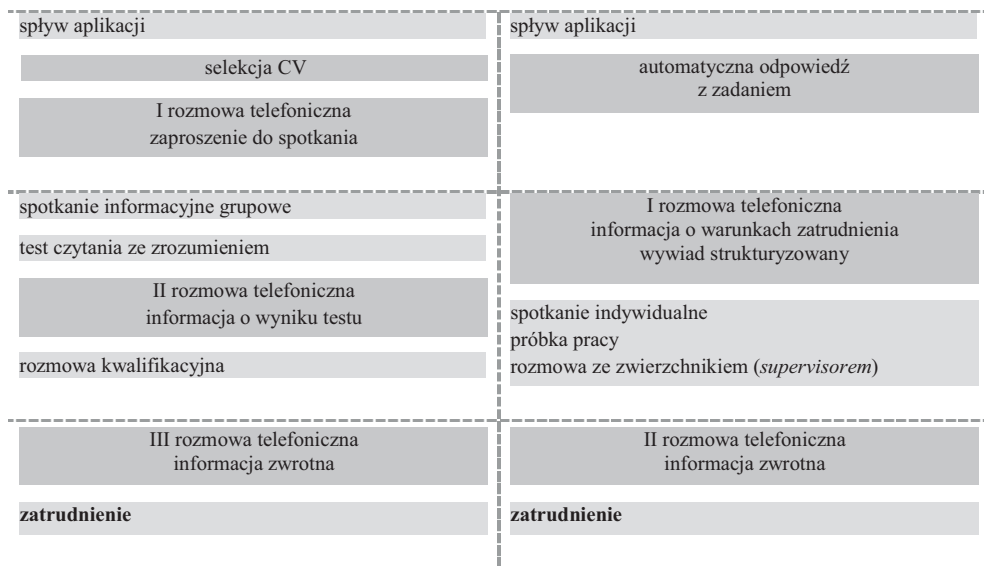 spływ aplikacji
selekcja CV
I rozmowa telefoniczna
zaproszenie do spotkania
spotkanie informacyjne grupowe
test czytania ze zrozumieniem
II rozmowa telefoniczna
informacja o wyniku testu
rozmowa kwalifikacyjna
III rozmowa telefoniczna
informacja zwrotna
zatrudnienie
spływ aplikacji
automatyczna odpowiedź
z zadaniem
I rozmowa telefoniczna
informacja o warunkach zatrudnienia
wywiad strukturyzowany
spotkanie indywidualne
próbka pracy
rozmowa ze zwierzchnikiem (supervisorem)
II rozmowa telefoniczna
informacja zwrotna
zatrudnienie